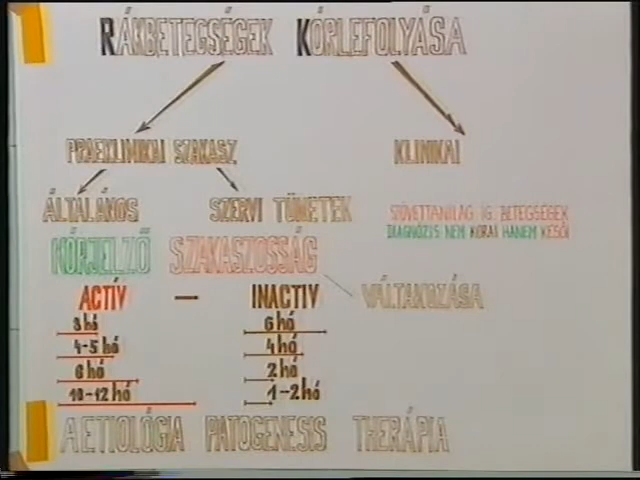 RÁKBETEGSÉGEK KÓRLEFOLYÁSA
PRAEKLINIKAI SZAKASZ
KLINIKAI
ÁLTALÁNOS
SZERVI TÜNETEK
SZÖVETTANILAG IG. BETEGSÉGEK
DIAGNÓZIS NEM KORAI HANEM KÉSŐI
KÓRJELZŐ SZAKASZOSSÁG
ACTÍV — INACTIV
VÁLTAKOZÁSA
3 hó 6 hó
4-5 hó 4 hó
6 hó 2 hó
10-12 hó 1-2 hó
AETIOLÓGIA PATOGENESIS THERÁPIA